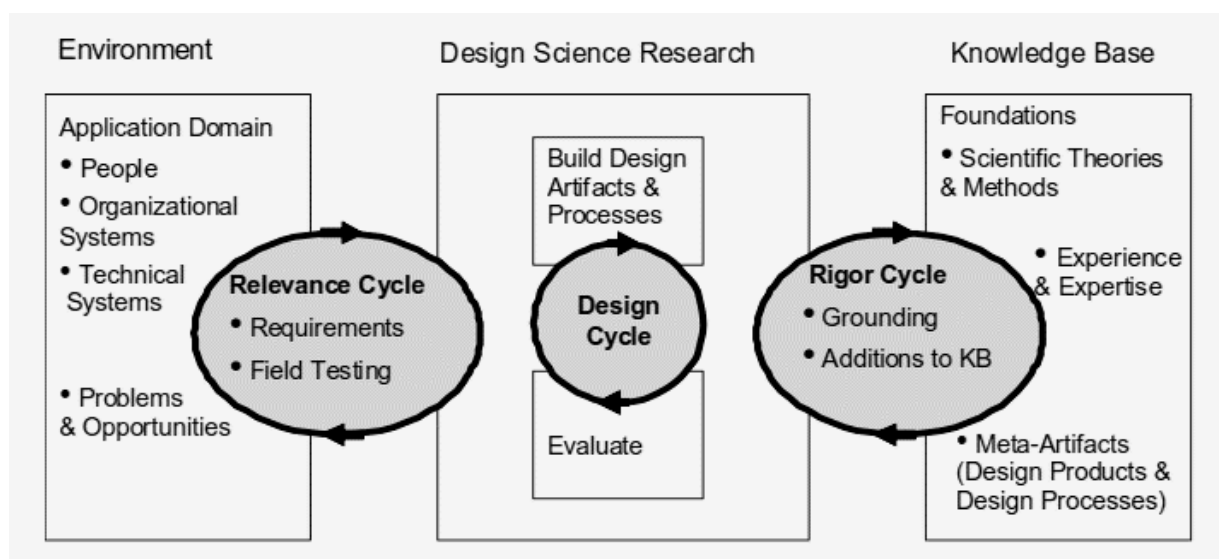 Environment
Design Science Research
Knowledge Base
Application Domain
• People
• Organizational
Systems
• Technical
Systems
• Problems
& Opportunities
Relevance Cycle
• Requirements
• Field Testing
Build Design
Artifacts &
Processes
Design
Cycle
Evaluate
Rigor Cycle
• Grounding
• Additions to KB
Foundations
• Scientific Theories
& Methods
• Experience
& Expertise
• Meta-Artifacts
(Design Products &
Design Processes)